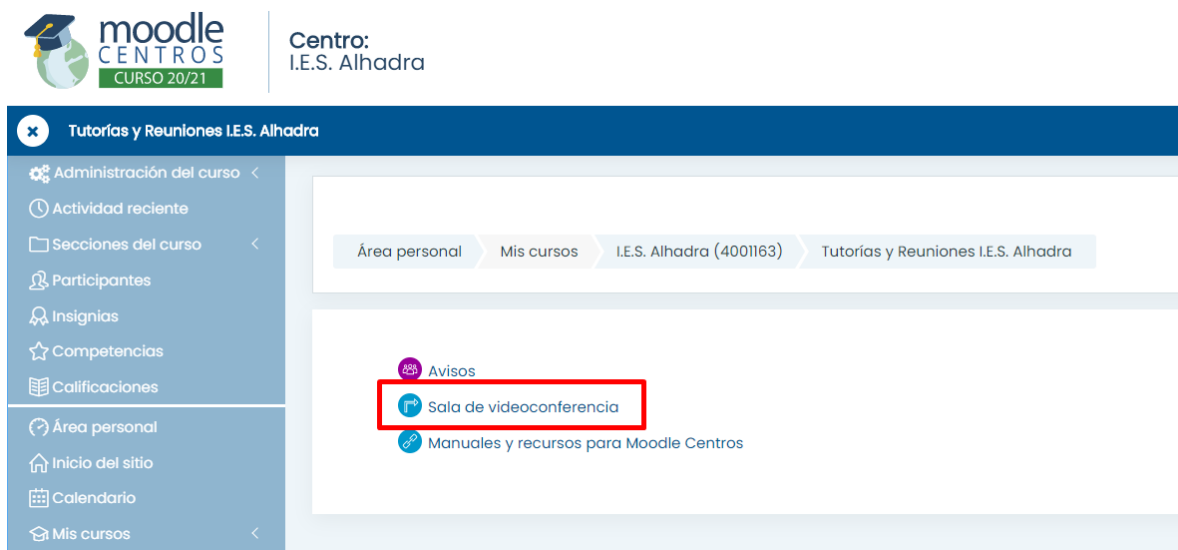 moodle
CENTROS
CURSO 20/21
Centro:
I.E.S. Alhadra
Tutorías y Reuniones I.E.S. Alhadra
Administración del curso
Actividad reciente
Secciones del curso
Participantes
Insignias
Competencias
Calificaciones
Área personal
Inicio del sitio
Calendario
Mis cursos
Área personal Mis cursos I.E.S. Alhadra (4001163) Tutorías y Reuniones I.E.S. Alhadra
Avisos
Sala de videoconferencia
Manuales y recursos para Moodle Centros